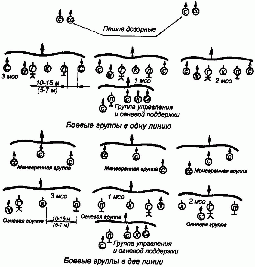 Пешие дозорные
10-15 м
(5-7 м)
3 мсо
1 мсо
2 мсо
Группа управления
и огневой поддержки
Боевые группы в одну линию
Маневренная группа
Маневренная группа
Маневренная группа
3 мсо
1 мсо
2 мсо
Огневая группа
10-15 м
(5-7 м)
Огневая группа
Огневая группа
Группа управления
и огневой поддержки
Боевые группы в две линии